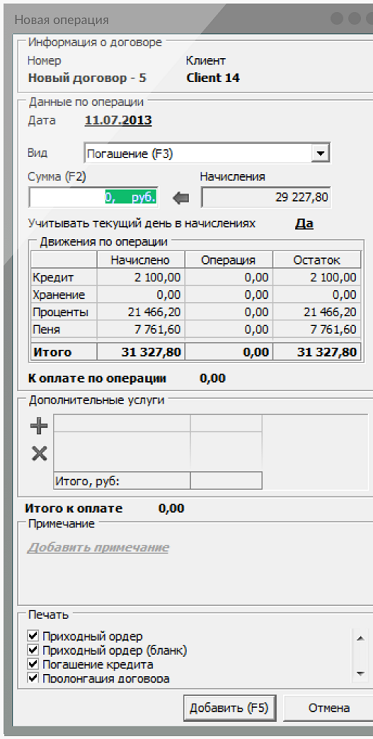 Новая операция
Информация о договоре
Номер Клиент
Новый договор - 5 Client 14
Данные по операции
Дата 11.07.2013
Вид Погашение (F3)
Сумма (F2) Начисления
0, руб. 29 227,80
Учитывать текущий день в начислениях Да
Движения по операции
Начислено Операция Остаток
Кредит 2 100,00 0,00 2 100,00
Хранение 0,00 0,00 0,00
Проценты 21 466,20 0,00 21 466,20
Пеня 7 761,60 0,00 7 761,60
Итого 31 327,80 0,00 31 327,80
К оплате по операции 0,00
Дополнительные услуги
Итого, руб:
Итого к оплате 0,00
Примечание
Добавить примечание
Печать
Приходный ордер
Приходный ордер (бланк)
Погашение кредита
Пролонгация договора
Добавить (F5) Отмена